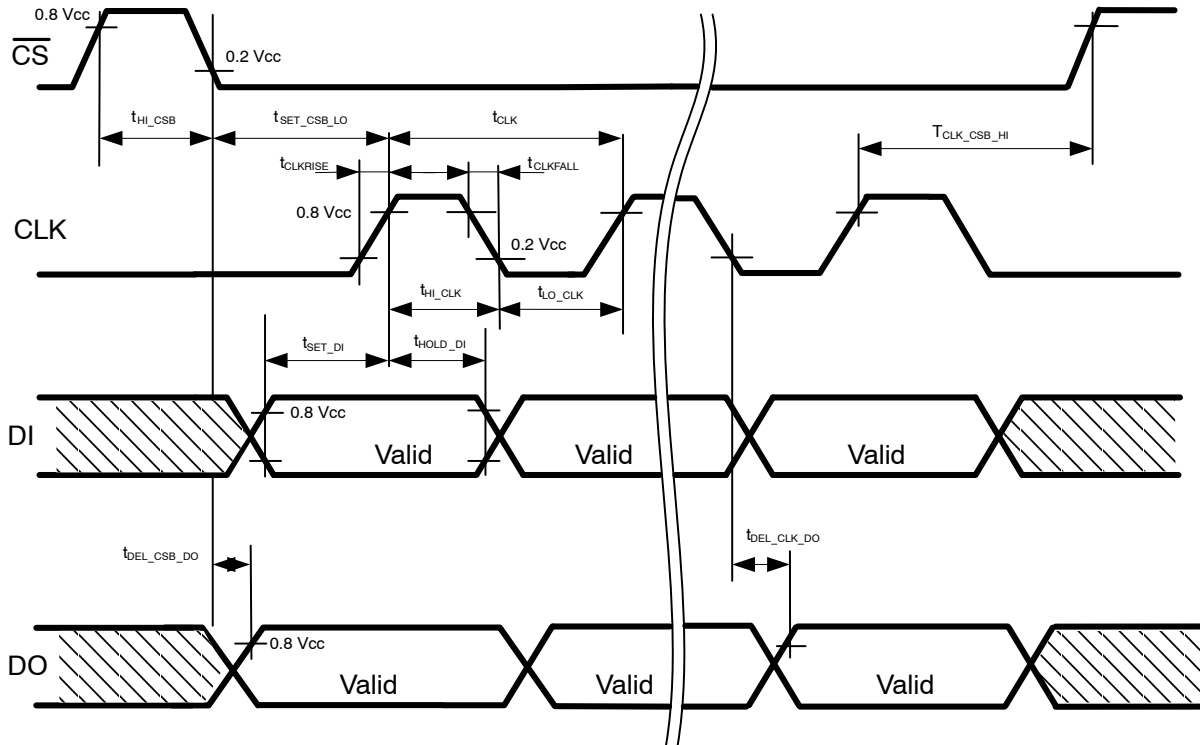 0.8 Vcc
CS
0.2 Vcc
tHI_CSB
tSET_CSB_LO
tCLK
TCLK_CSB_HI
tCLKRISE
tCLKFALL
0.8 Vcc
CLK
0.2 Vcc
tHI_CLK
tLO_CLK
tSET_DI
tHOLD_DI
0.8 Vcc
DI
Valid
Valid
Valid
tDEL_CSB_DO
tDEL_CLK_DO
0.8 Vcc
DO
Valid
Valid
Valid